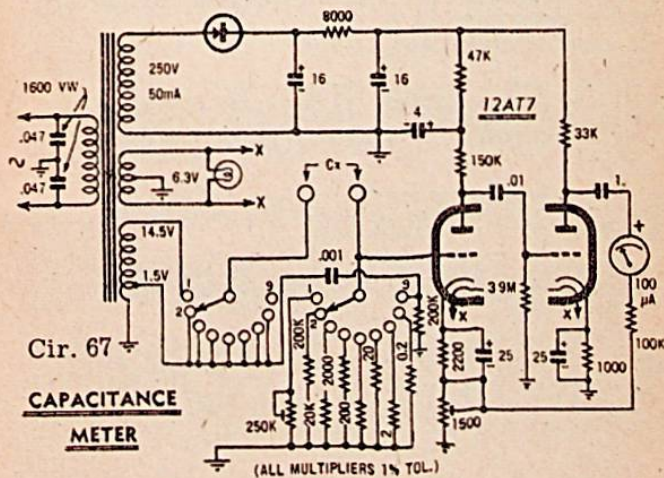 8000
250V
50mA
16
16
47K
1600 VW
4
12AT7
.047
150K
33K
Cx
.01
1.
.047
6.3V
X
X
14.5V
.001
+
1.5V
1
9
1
9
3.9M
100 μA
2
2
200K
X
X
Cir. 67
200K
2000
20
0.2
2200
25
25
1000
100K
CAPACITANCE
METER
250K
20K
200
2
1500
(ALL MULTIPLIERS 1% TOL.)